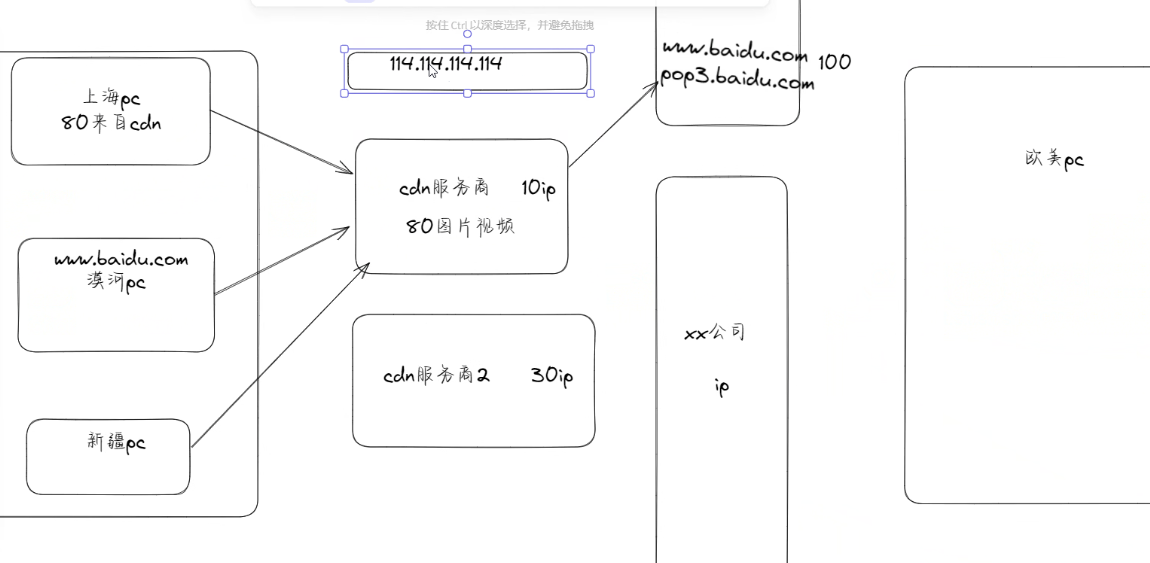 按住 Ctrl 以深度选择，并避免拖拽
114.114.114.114
www.baidu.com 100
pop3.baidu.com
上海pc
80来自cdn
cdn服务商 10ip
80图片视频
欧美pc
www.baidu.com
漠河pc
xx公司
ip
cdn服务商2 30ip
新疆pc